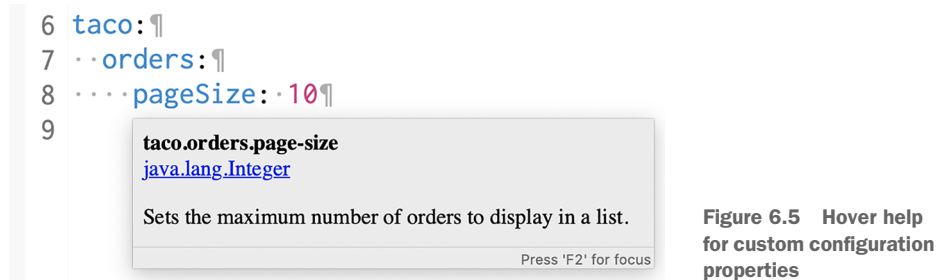 6 taco:¶
7 ··orders:¶
8 ····pageSize:·10¶
9
taco.orders.page-size
java.lang.Integer
Sets the maximum number of orders to display in a list.
Press 'F2' for focus
Figure 6.5 Hover help
for custom configuration
properties